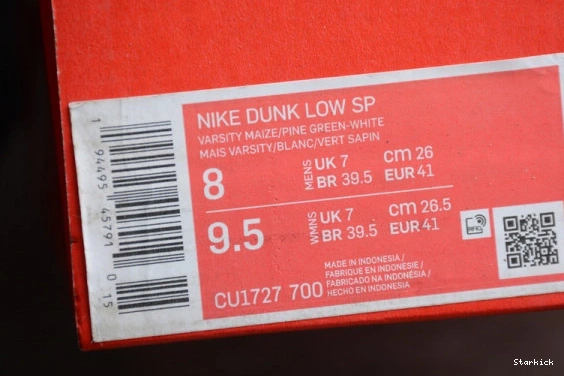 NIKE DUNK LOW SP
VARSITY MAIZE/PINE GREEN-WHITE
MAIS VARSITY/BLANC/VERT SAPIN
8
MENS
UK 7
CM 26
BR 39.5
EUR 41
9.5
WMNS
UK 7
CM 26.5
BR 39.5
EUR 41
RFID
CU1727 700
MADE IN INDONESIA /
FABRIQUÉ EN INDONESIE /
FABRICADO NA INDONÉSIA /
HECHO EN INDONESIA
1 94495 45791 0 15
Starkick